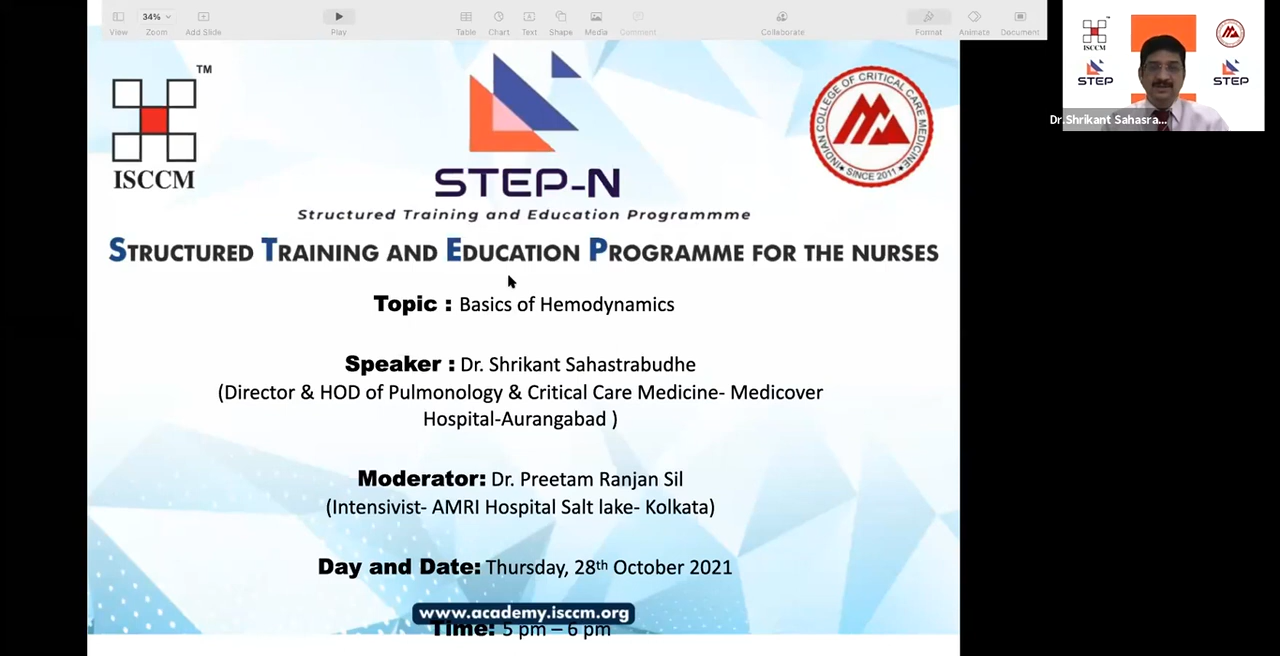 34%
View Zoom Add Slide Play Table Chart Text Shape Media Comment Collaborate Format Animate Document
TM
ISCCM
STEP-N
INDIAN COLLEGE OF CRITICAL CARE MEDICINE
SINCE 2011
Structured Training and Education Programmme
STRUCTURED TRAINING AND EDUCATION PROGRAMME FOR THE NURSES
Topic : Basics of Hemodynamics
Speaker : Dr. Shrikant Sahastrabudhe
(Director & HOD of Pulmonology & Critical Care Medicine- Medicover
Hospital-Aurangabad )
Moderator: Dr. Preetam Ranjan Sil
(Intensivist- AMRI Hospital Salt lake- Kolkata)
Day and Date: Thursday, 28th October 2021
www.academy.isccm.org
Time: 5 pm – 6 pm
ISCCM
STEP STEP
Dr.Shrikant Sahasra...